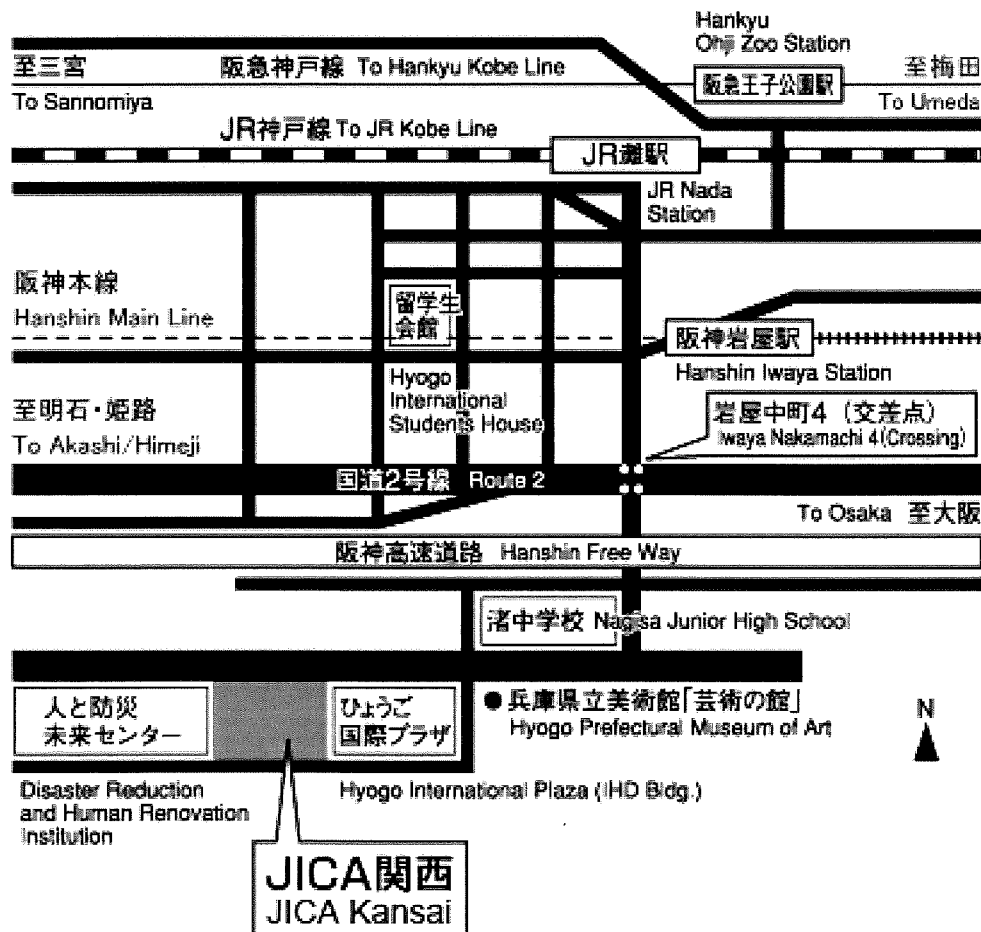 Hankyu
Ohji Zoo Station
至三宮
阪急神戸線 To Hankyu Kobe Line
阪急王子公園駅
至梅田
To Sannomiya
To Umeda
JR神戸線 To JR Kobe Line
JR灘駅
JR Nada
Station
阪神本線
Hanshin Main Line
留学生
会館
阪神岩屋駅
Hyogo
International
Students House
Hanshin Iwaya Station
至明石・姫路
To Akashi/Himeji
岩屋中町4（交差点）
Iwaya Nakamachi 4(Crossing)
国道2号線 Route 2
To Osaka 至大阪
阪神高速道路 Hanshin Free Way
渚中学校 Nagisa Junior High School
人と防災
未来センター
ひょうご
国際プラザ
●兵庫県立美術館「芸術の館」
Hyogo Prefectural Museum of Art
N
Disaster Reduction
and Human Renovation
Institution
Hyogo International Plaza (IHD Bldg.)
JICA関西
JICA Kansai